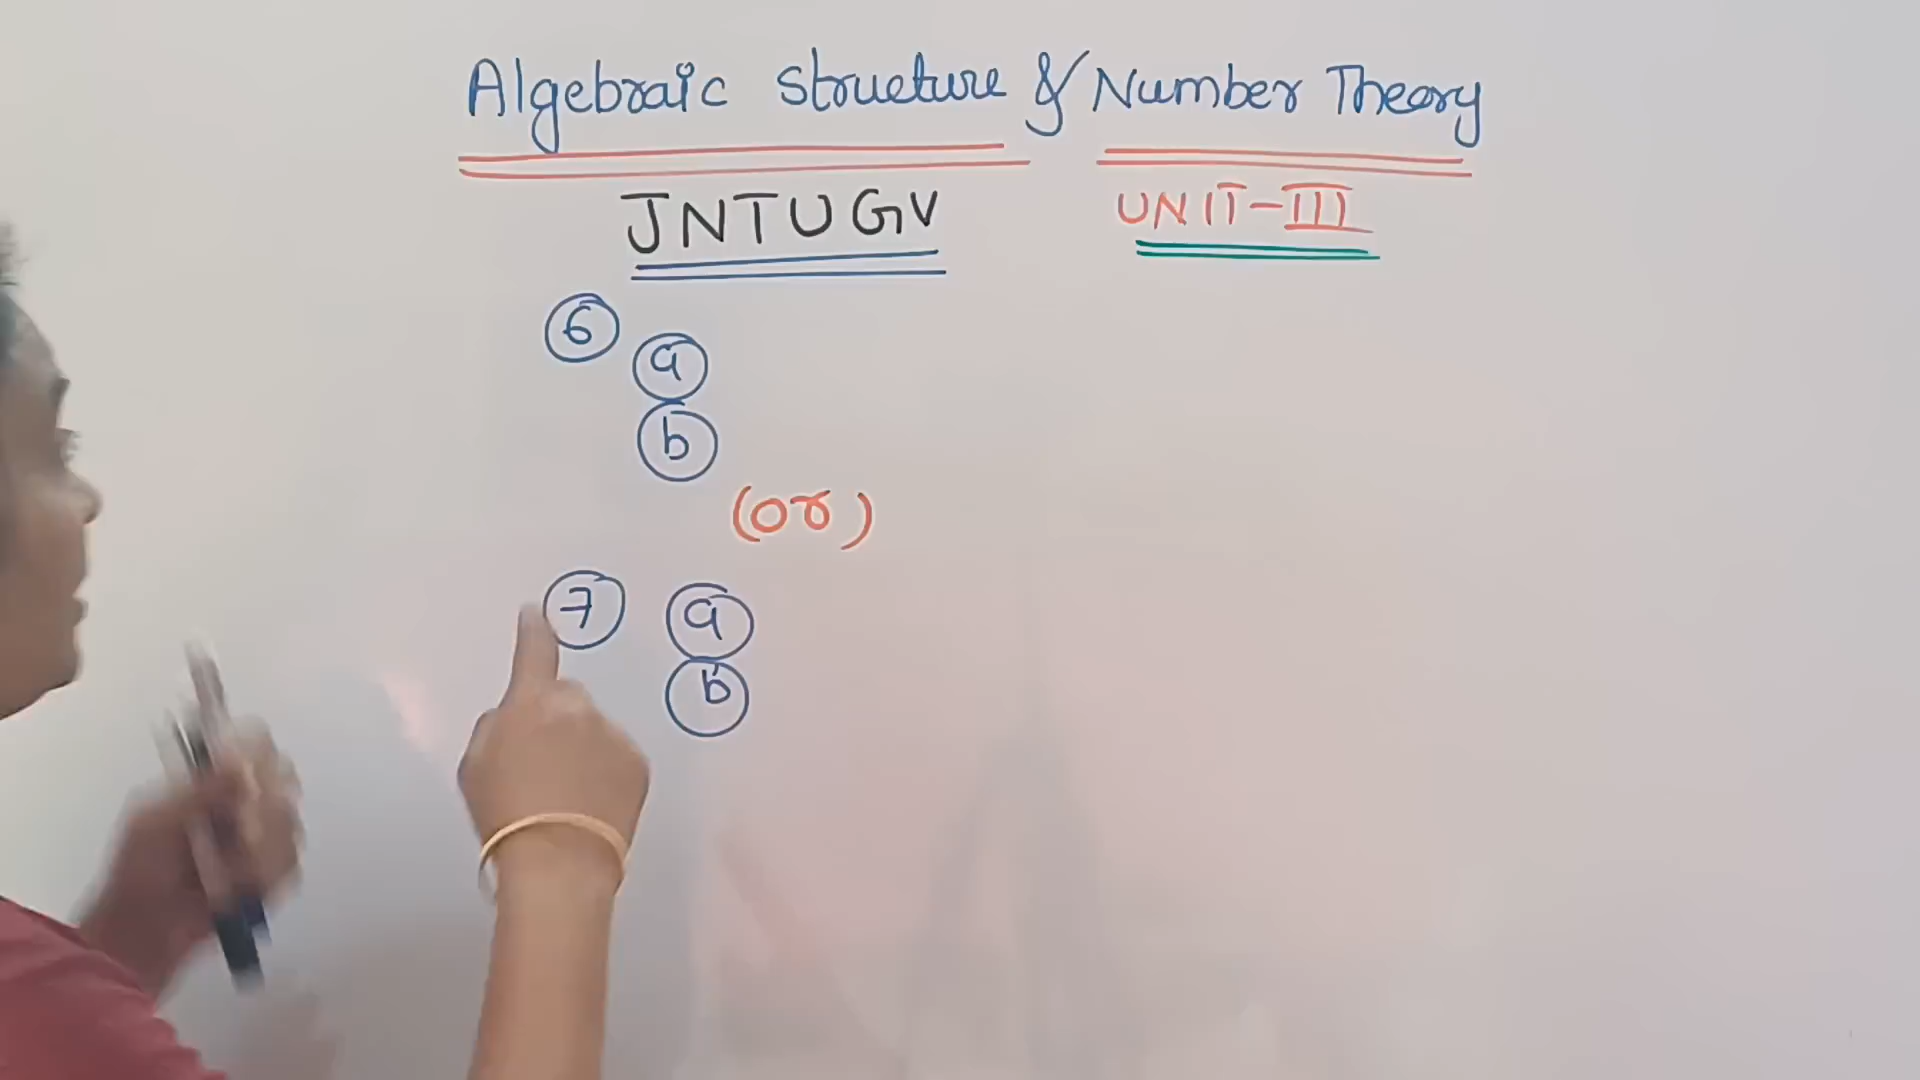 Algebraic Structure & Number Theory
JNTUGV UNIT-III
6 a
b
(or)
7 a
b